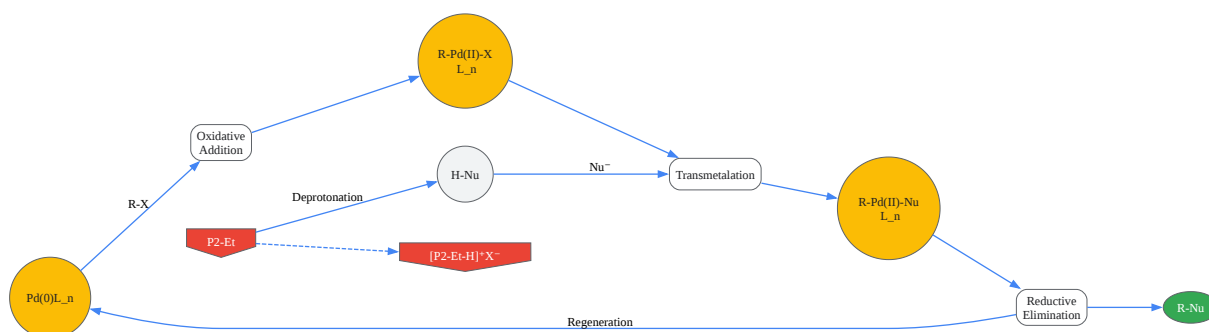 R-Pd(II)-X
L_n
Oxidative
Addition
H-Nu
Nu⁻
Transmetalation
Deprotonation
R-X
R-Pd(II)-Nu
L_n
P2-Et
[P2-Et-H]⁺X⁻
Pd(0)L_n
Reductive
Elimination
R-Nu
Regeneration